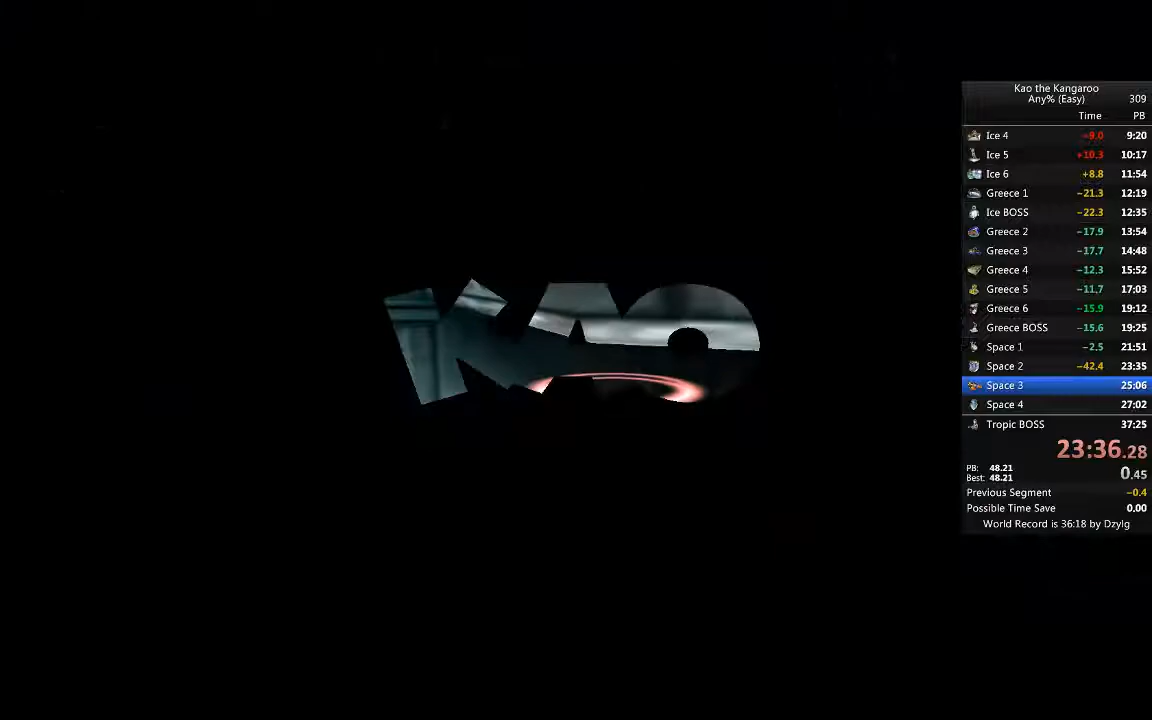 KAO
Kao the Kangaroo
Any% (Easy) 309
Time PB
Ice 4 -9.0 9:20
Ice 5 +10.3 10:17
Ice 6 +8.8 11:54
Greece 1 -21.3 12:19
Ice BOSS -22.3 12:35
Greece 2 -17.9 13:54
Greece 3 -17.7 14:48
Greece 4 -12.3 15:52
Greece 5 -11.7 17:03
Greece 6 -15.9 19:12
Greece BOSS -15.6 19:25
Space 1 -2.5 21:51
Space 2 -42.4 23:35
Space 3 25:06
Space 4 27:02
Tropic BOSS 37:25
23:36.28
PB: 48.21
Best: 48.21 0.45
Previous Segment -0.4
Possible Time Save 0.00
World Record is 36:18 by Dzylg